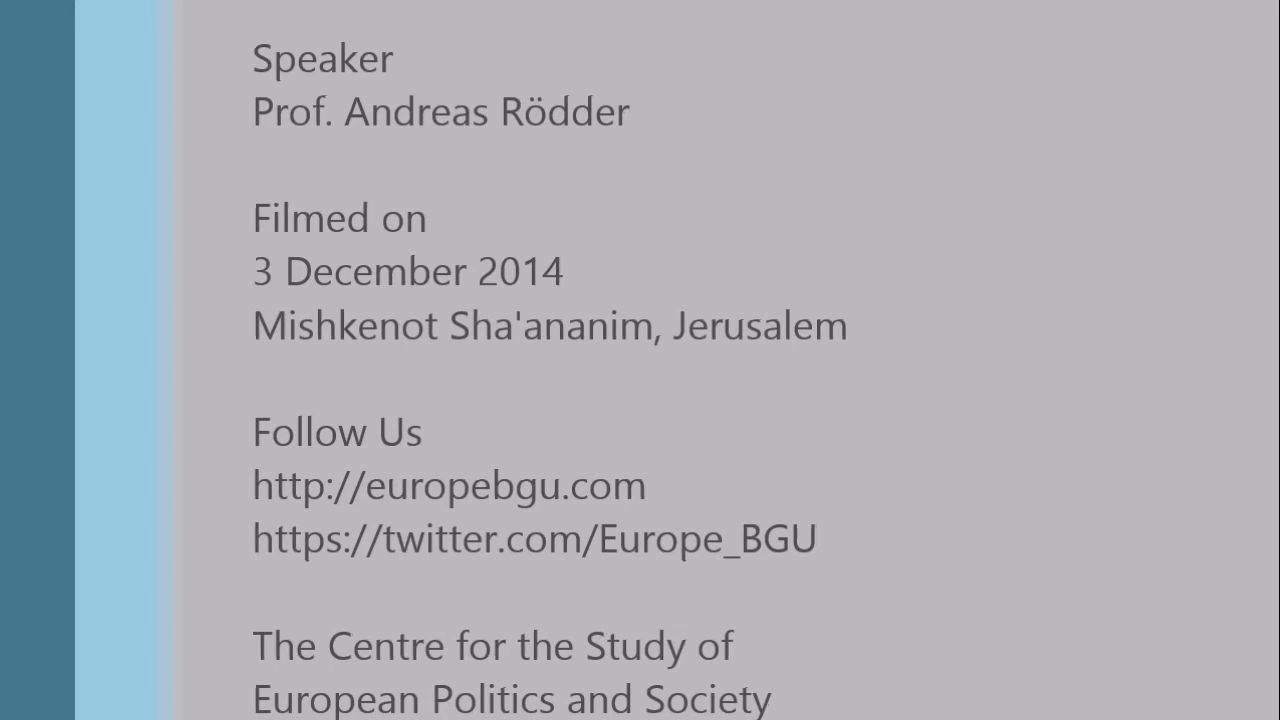 Speaker
Prof. Andreas Rödder
Filmed on
3 December 2014
Mishkenot Sha'ananim, Jerusalem
Follow Us
http://europebgu.com
https://twitter.com/Europe_BGU
The Centre for the Study of
European Politics and Society